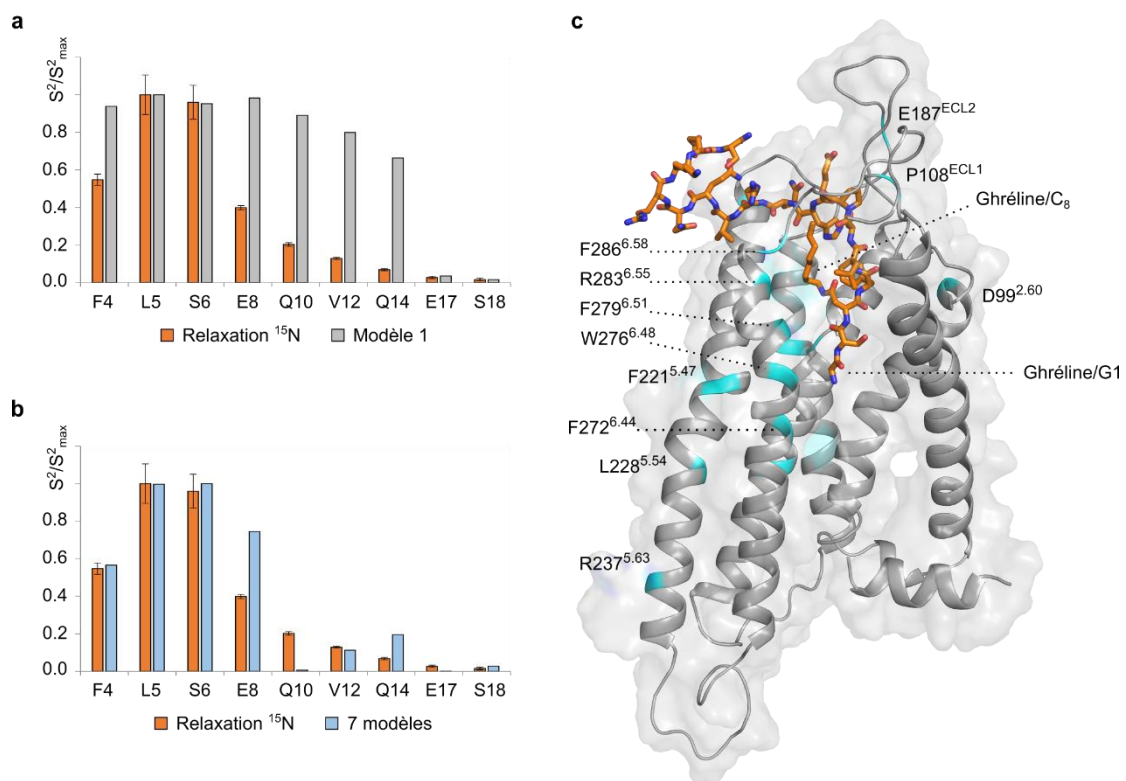 a
S²/S²max
0.8
0.6
0.4
0.2
0.0
F4 L5 S6 E8 Q10 V12 Q14 E17 S18
Relaxation ¹⁵N Modèle 1
b
S²/S²max
0.8
0.6
0.4
0.2
0.0
F4 L5 S6 E8 Q10 V12 Q14 E17 S18
Relaxation ¹⁵N 7 modèles
c
E187ECL2
P108ECL1
Ghréline/C₈
F286⁶·⁵⁸
R283⁶·⁵⁵
F279⁶·⁵¹
D99²·⁶⁰
W276⁶·⁴⁸
F221⁵·⁴⁷
Ghréline/G1
F272⁶·⁴⁴
L228⁵·⁵⁴
R237⁵·⁶³